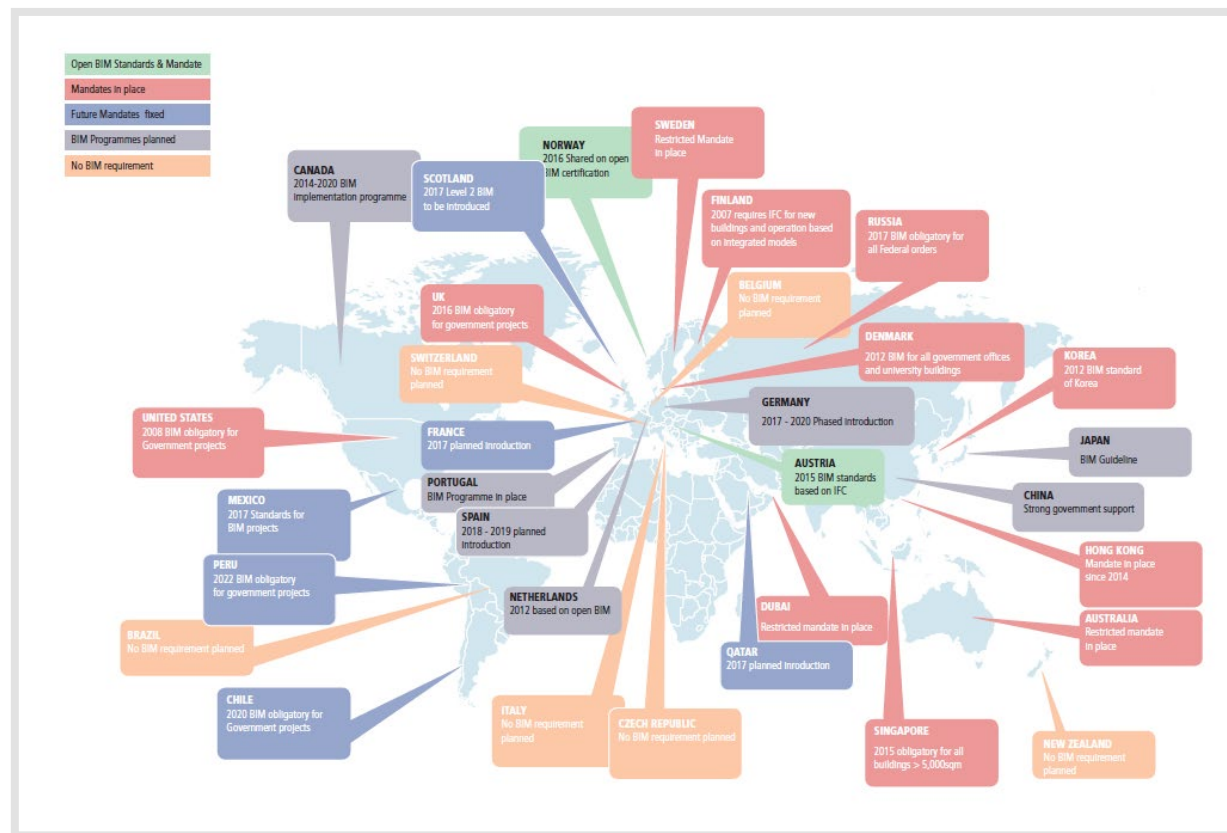 Open BIM Standards & Mandate
Mandates in place
Future Mandates fixed
BIM Programmes planned
No BIM requirement
CANADA
2014-2020 BIM
implementation programme
SCOTLAND
2017 Level 2 BIM
to be introduced
NORWAY
2016 Shared on open
BIM certification
SWEDEN
Restricted Mandate
in place
FINLAND
2007 requires IFC for new
buildings and operation based
on integrated models
RUSSIA
2017 BIM obligatory for
all Federal orders
UK
2016 BIM obligatory
for government projects
BELGIUM
No BIM requirement
planned
SWITZERLAND
No BIM requirement
planned
DENMARK
2012 BIM for all government offices
and university buildings
KOREA
2012 BIM standard
of Korea
UNITED STATES
2008 BIM obligatory for
Government projects
FRANCE
2017 planned inroduction
GERMANY
2017 - 2020 Phased introduction
JAPAN
BIM Guideline
PORTUGAL
BIM Programme in place
AUSTRIA
2015 BIM standards
based on IFC
CHINA
Strong government support
MEXICO
2017 Standards for
BIM projects
SPAIN
2018 - 2019 planned
introduction
PERU
2022 BIM obligatory
for government projects
HONG KONG
Mandate in place
since 2014
NETHERLANDS
2012 based on open BIM
DUBAI
Restricted mandate in place
AUSTRALIA
Restricted mandate
in place
BRAZIL
No BIM requirement planned
QATAR
2017 planned inroduction
CHILE
2020 BIM obligatory for
Government projects
ITALY
No BIM requirement
planned
CZECH REPUBLIC
No BIM requirement planned
SINGAPORE
2015 obligatory for all
buildings > 5,000sqm
NEW ZEALAND
No BIM requirement
planned